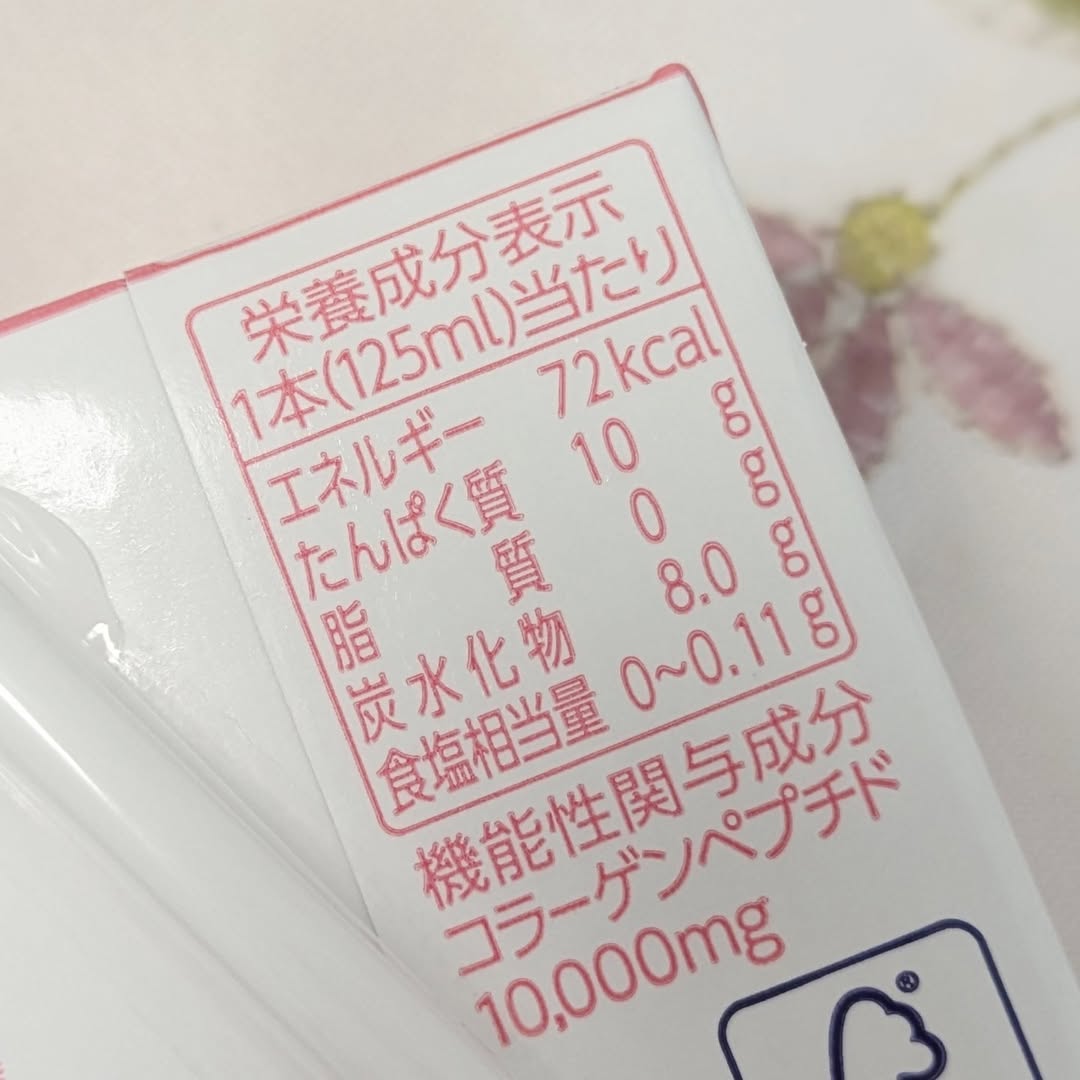 栄養成分表示
1本(125ml)当たり
エネルギー 72kcal
たんぱく質 10 g
脂質 0 g
炭水化物 8.0 g
食塩相当量 0~0.11 g
機能性関与成分
コラーゲンペプチド
10,000mg
®